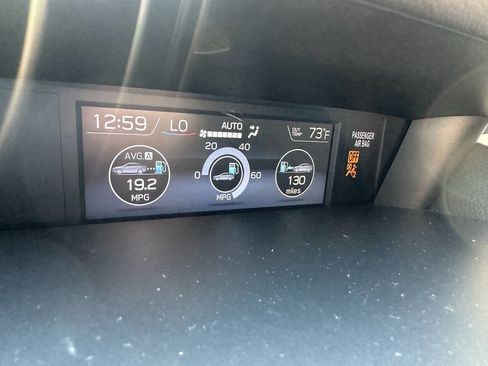 12:59 LO AUTO OUT TEMP 73°F
PASSENGER
AIR BAG
OFF
AVG. A
19.2
MPG
0 20 40 60
MPG
130
miles